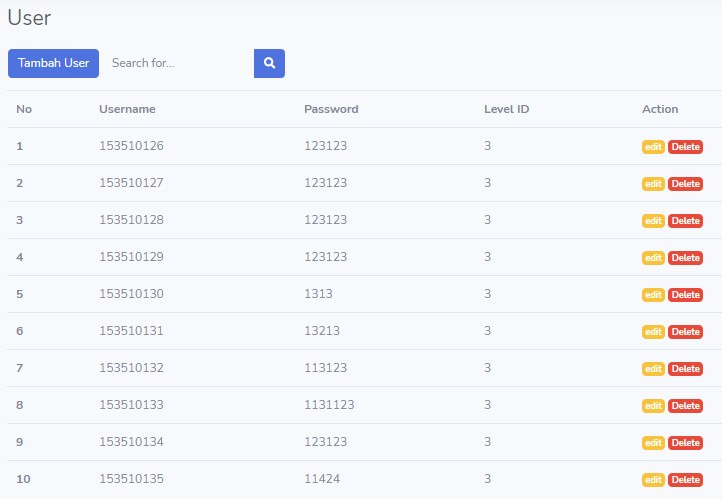 User
Tambah User Search for...
No Username Password Level ID Action
1 153510126 123123 3 edit Delete
2 153510127 123123 3 edit Delete
3 153510128 123123 3 edit Delete
4 153510129 123123 3 edit Delete
5 153510130 1313 3 edit Delete
6 153510131 13213 3 edit Delete
7 153510132 113123 3 edit Delete
8 153510133 1131123 3 edit Delete
9 153510134 123123 3 edit Delete
10 153510135 11424 3 edit Delete